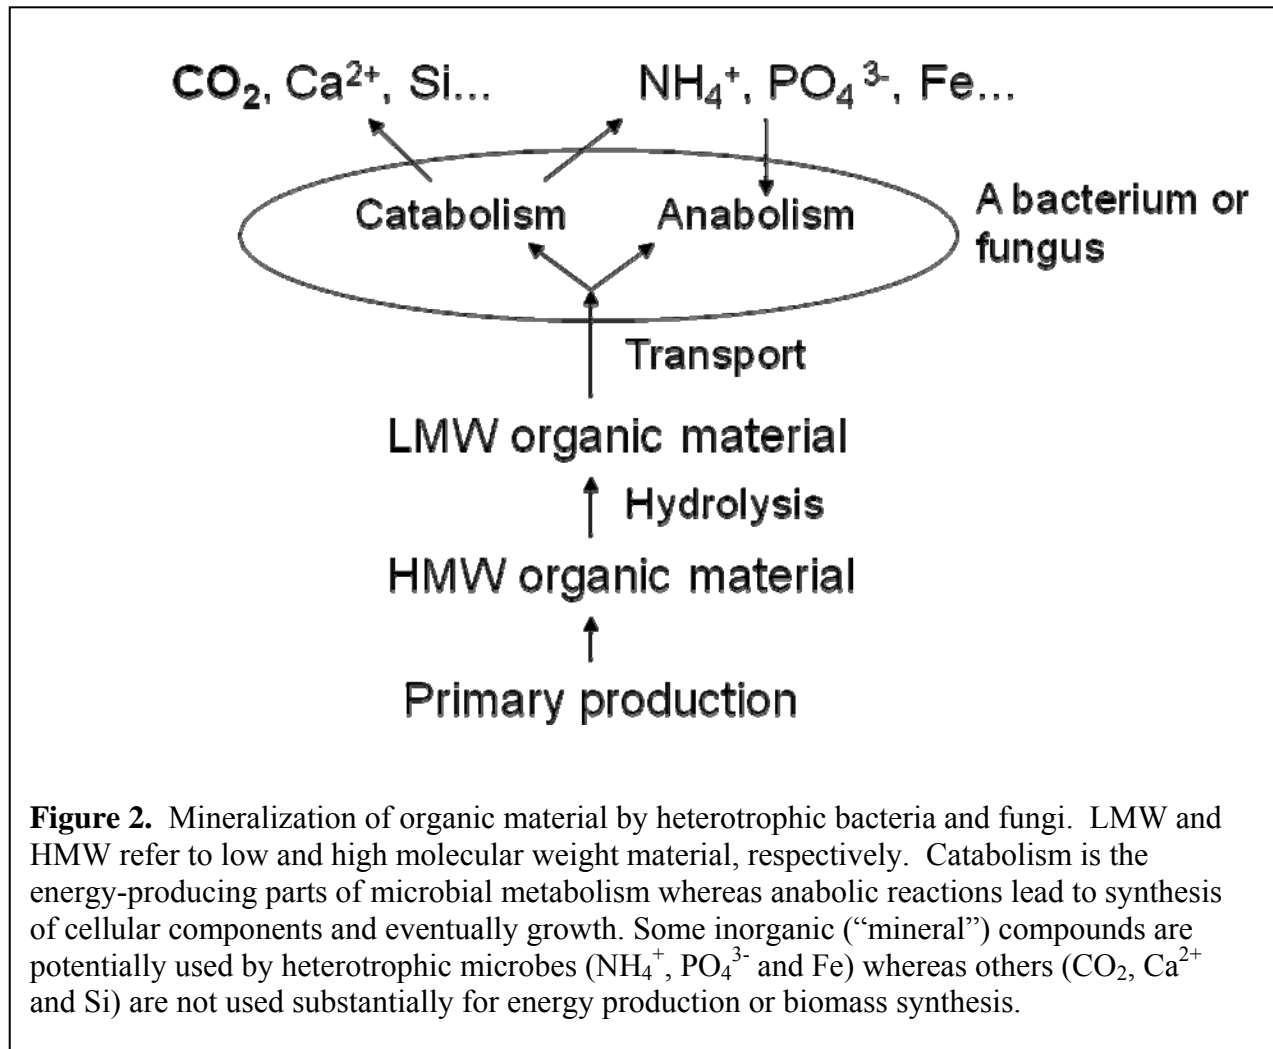 CO₂, Ca²⁺, Si...
NH₄⁺, PO₄³⁻, Fe...
Catabolism
Anabolism
A bacterium or
fungus
Transport
LMW organic material
Hydrolysis
HMW organic material
Primary production
Figure 2. Mineralization of organic material by heterotrophic bacteria and fungi. LMW and
HMW refer to low and high molecular weight material, respectively. Catabolism is the
energy-producing parts of microbial metabolism whereas anabolic reactions lead to synthesis
of cellular components and eventually growth. Some inorganic (“mineral”) compounds are
potentially used by heterotrophic microbes (NH₄⁺, PO₄³⁻ and Fe) whereas others (CO₂, Ca²⁺
and Si) are not used substantially for energy production or biomass synthesis.